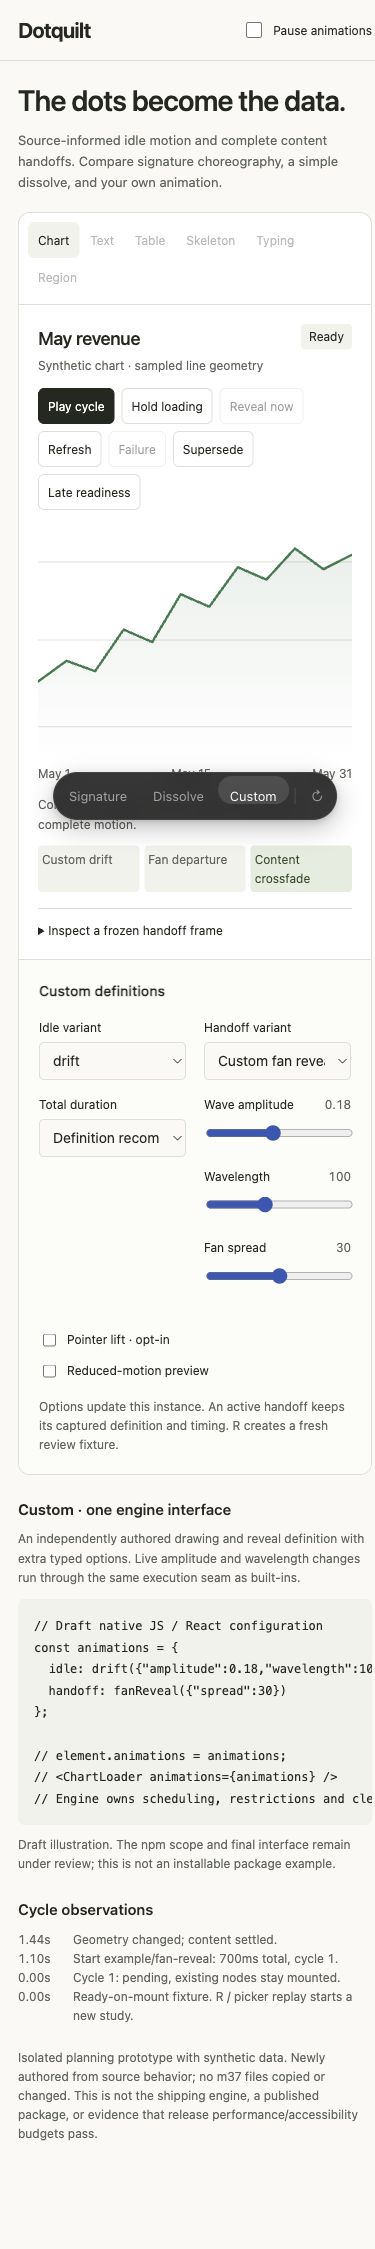 Dotquilt
Pause animations
The dots become the data.
Source-informed idle motion and complete content
handoffs. Compare signature choreography, a simple
dissolve, and your own animation.
Chart Text Table Skeleton Typing
Region
May revenue
Ready
Synthetic chart · sampled line geometry
Play cycle Hold loading Reveal now
Refresh Failure Supersede
Late readiness
May 1 May 15 May 31
Signature Dissolve Custom
complete motion.
Custom drift Fan departure Content
crossfade
Inspect a frozen handoff frame
Custom definitions
Idle variant Handoff variant
drift Custom fan revea
Total duration Wave amplitude 0.18
Definition recom
Wavelength 100
Fan spread 30
Pointer lift · opt-in
Reduced-motion preview
Options update this instance. An active handoff keeps
its captured definition and timing. R creates a fresh
review fixture.
Custom · one engine interface
An independently authored drawing and reveal definition with
extra typed options. Live amplitude and wavelength changes
run through the same execution seam as built-ins.
// Draft native JS / React configuration
const animations = {
idle: drift({"amplitude":0.18,"wavelength":10
handoff: fanReveal({"spread":30})
};
// element.animations = animations;
// <ChartLoader animations={animations} />
// Engine owns scheduling, restrictions and cle
Draft illustration. The npm scope and final interface remain
under review; this is not an installable package example.
Cycle observations
1.44s Geometry changed; content settled.
1.10s Start example/fan-reveal: 700ms total, cycle 1.
0.00s Cycle 1: pending, existing nodes stay mounted.
0.00s Ready-on-mount fixture. R / picker replay starts a
new study.
Isolated planning prototype with synthetic data. Newly
authored from source behavior; no m37 files copied or
changed. This is not the shipping engine, a published
package, or evidence that release performance/accessibility
budgets pass.